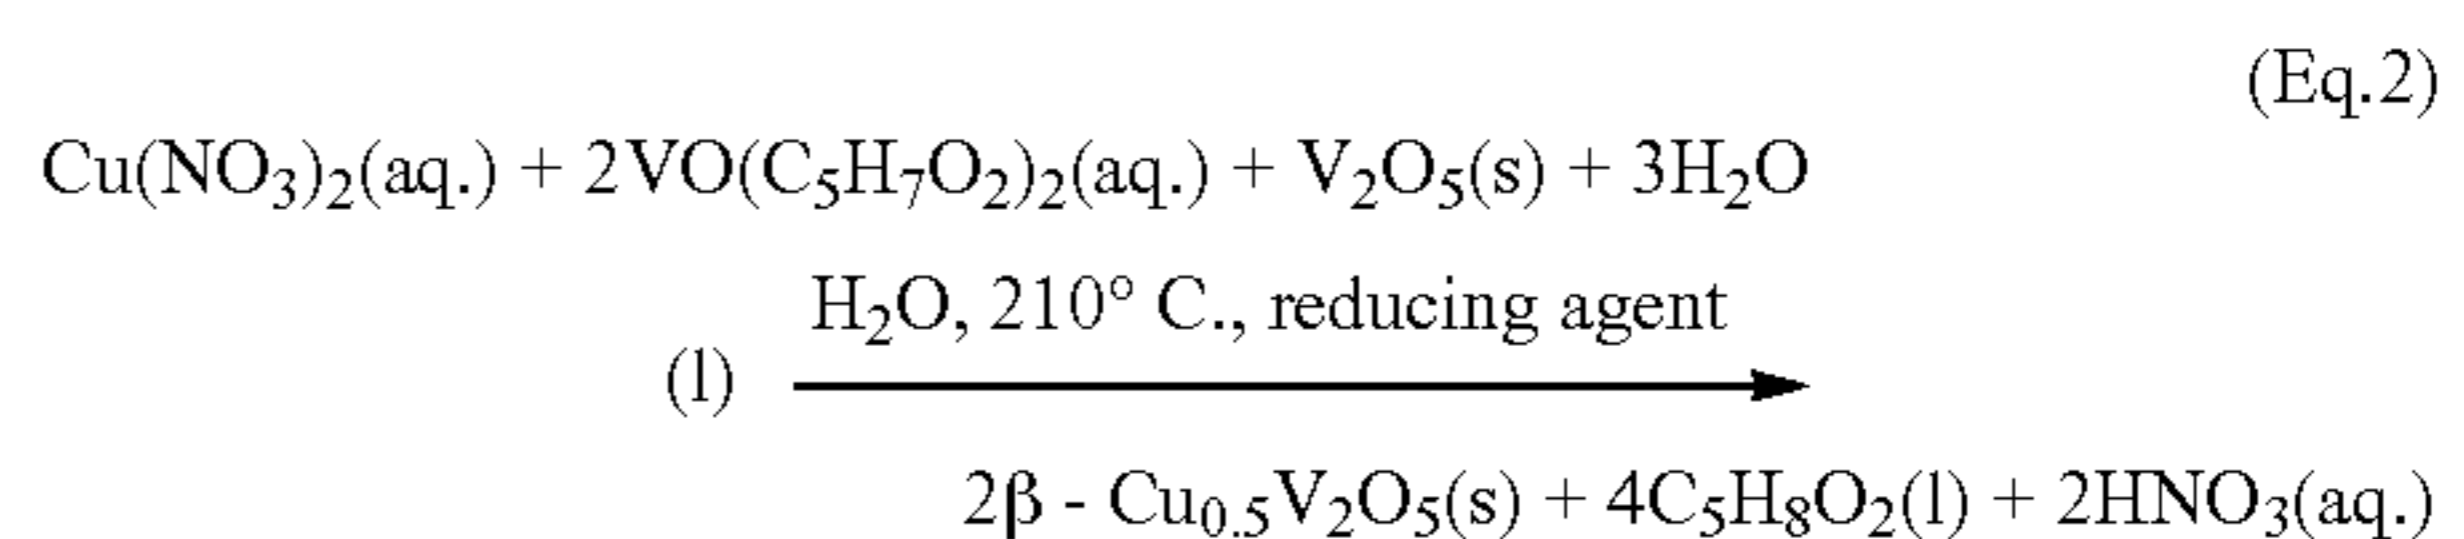 (Eq.2)
Cu(NO₃)₂(aq.) + 2VO(C₅H₇O₂)₂(aq.) + V₂O₅(s) + 3H₂O
H₂O, 210° C., reducing agent
(l)
2β - Cu₀.₅V₂O₅(s) + 4C₅H₈O₂(l) + 2HNO₃(aq.)